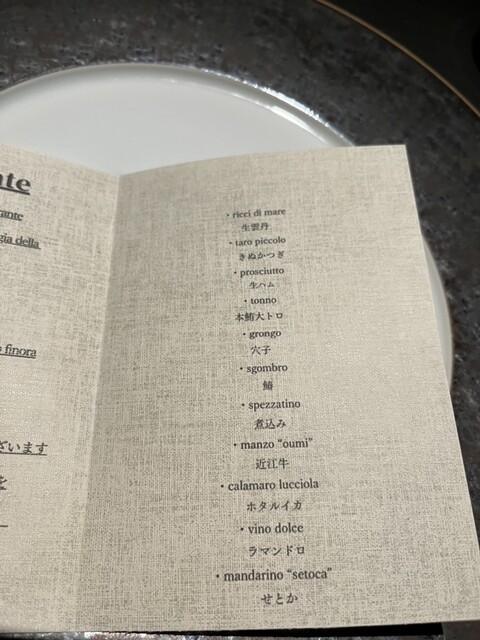 gia della
finora
ざいます
を
・ricci di mare
生雲丹
・taro piccolo
きぬかつぎ
・prosciutto
生ハム
・tonno
本鮪大トロ
・grongo
穴子
・sgombro
鰆
・spezzatino
煮込み
・manzo “oumi”
近江牛
・calamaro lucciola
ホタルイカ
・vino dolce
ラマンドロ
・mandarino “setoca”
せとか